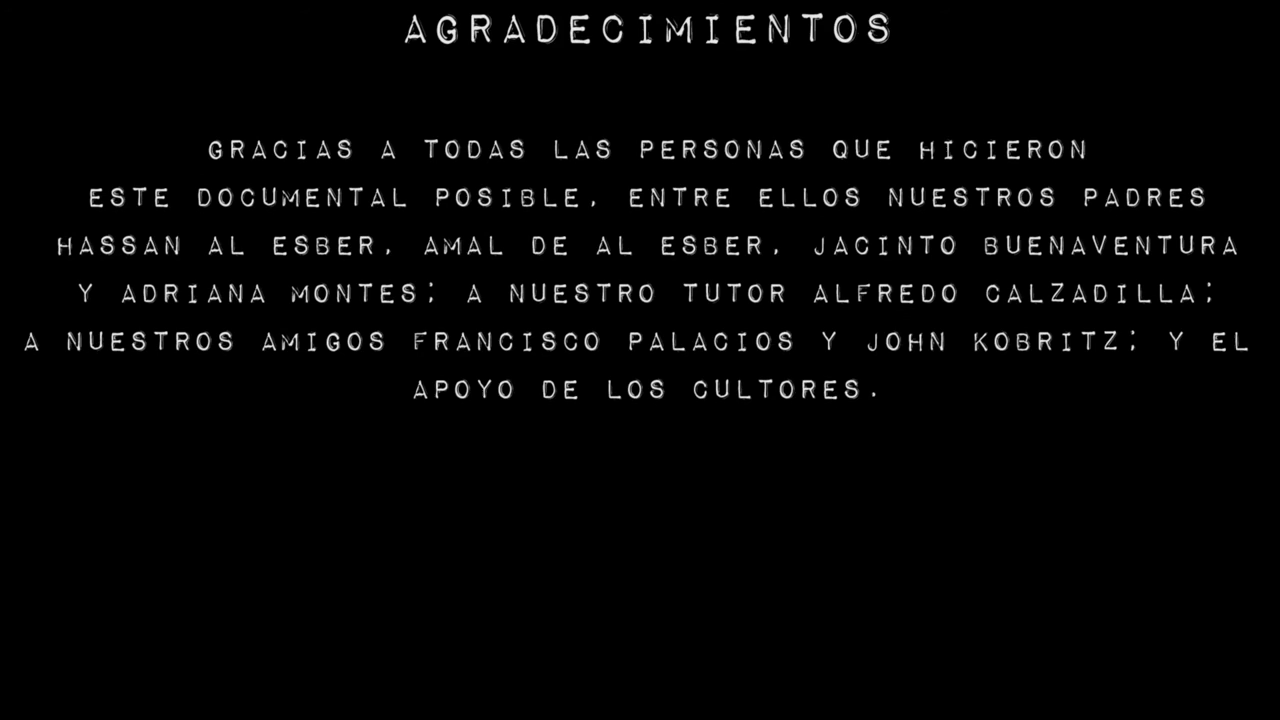 AGRADECIMIENTOS
GRACIAS A TODAS LAS PERSONAS QUE HICIERON
ESTE DOCUMENTAL POSIBLE, ENTRE ELLOS NUESTROS PADRES
HASSAN AL ESBER, AMAL DE AL ESBER, JACINTO BUENAVENTURA
Y ADRIANA MONTES; A NUESTRO TUTOR ALFREDO CALZADILLA;
A NUESTROS AMIGOS FRANCISCO PALACIOS Y JOHN KOBRITZ; Y EL
APOYO DE LOS CULTORES.